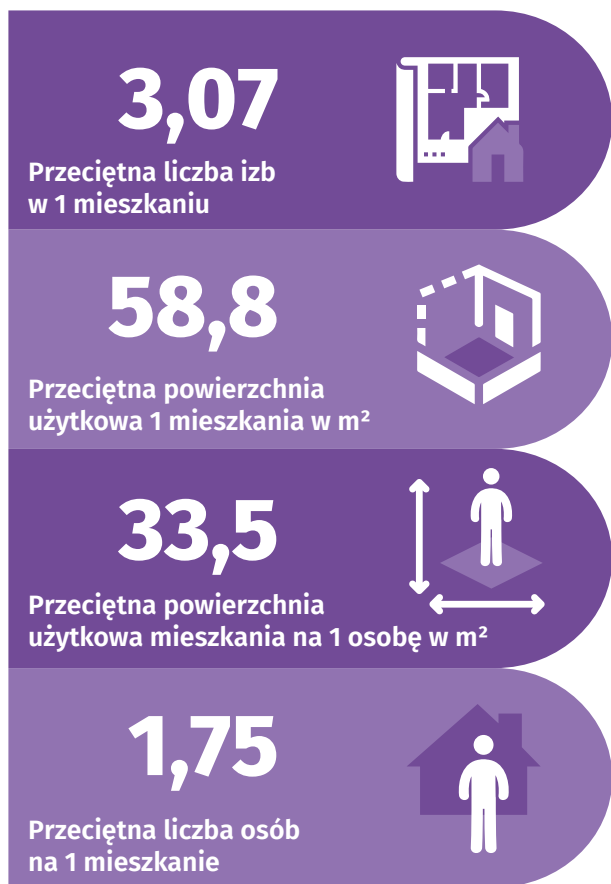 3,07
Przeciętna liczba izb
w 1 mieszkaniu
58,8
Przeciętna powierzchnia
użytkowa 1 mieszkania w m²
33,5
Przeciętna powierzchnia
użytkowa mieszkania na 1 osobę w m²
1,75
Przeciętna liczba osób
na 1 mieszkanie